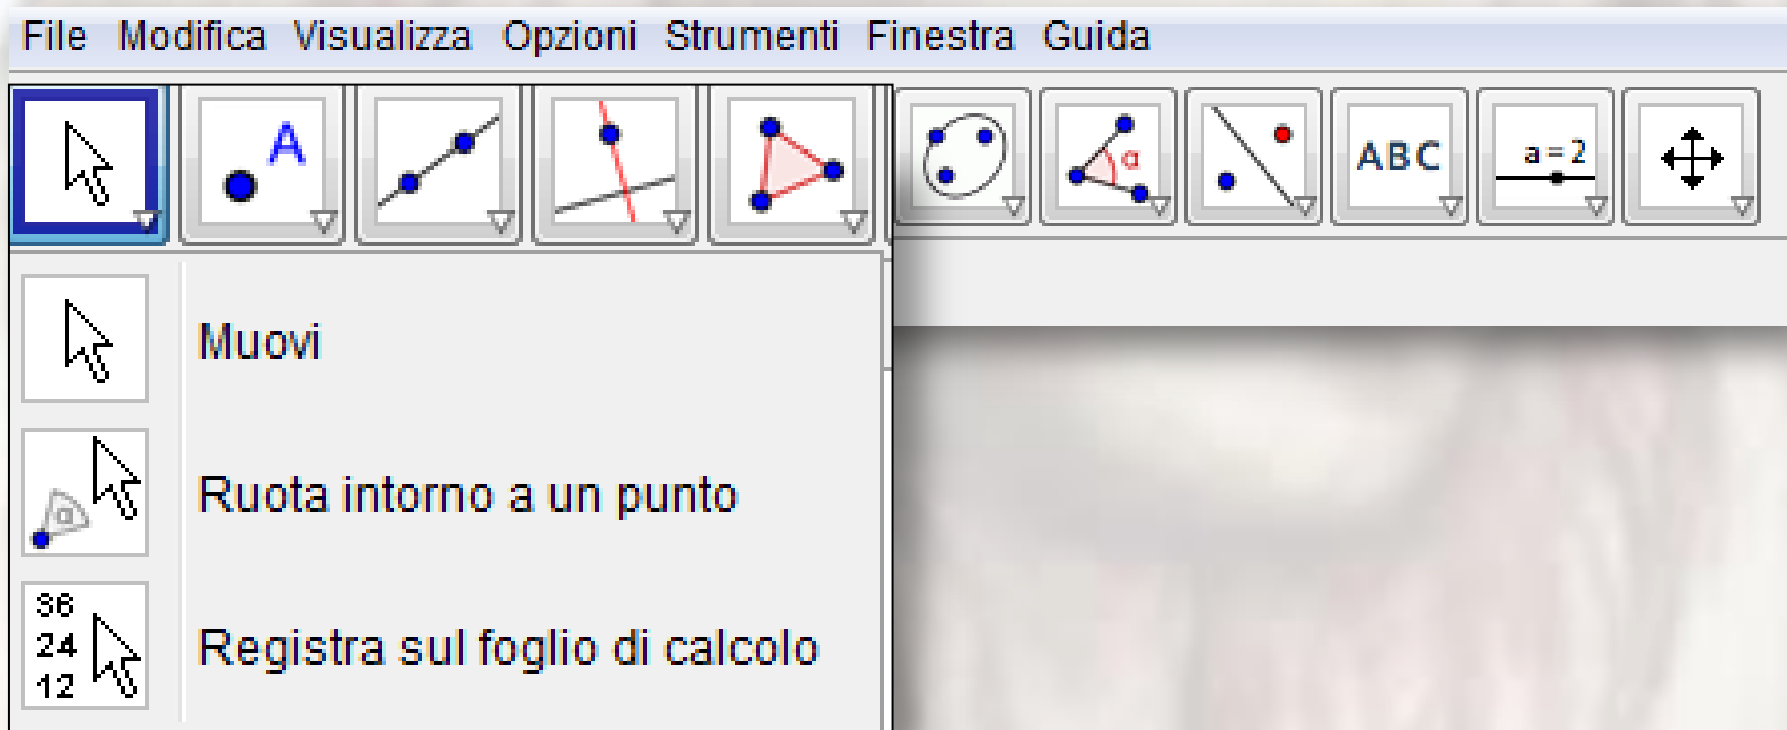 File Modifica Visualizza Opzioni Strumenti Finestra Guida
A
α
ABC
a = 2
Muovi
α
Ruota intorno a un punto
36
24
12
Registra sul foglio di calcolo